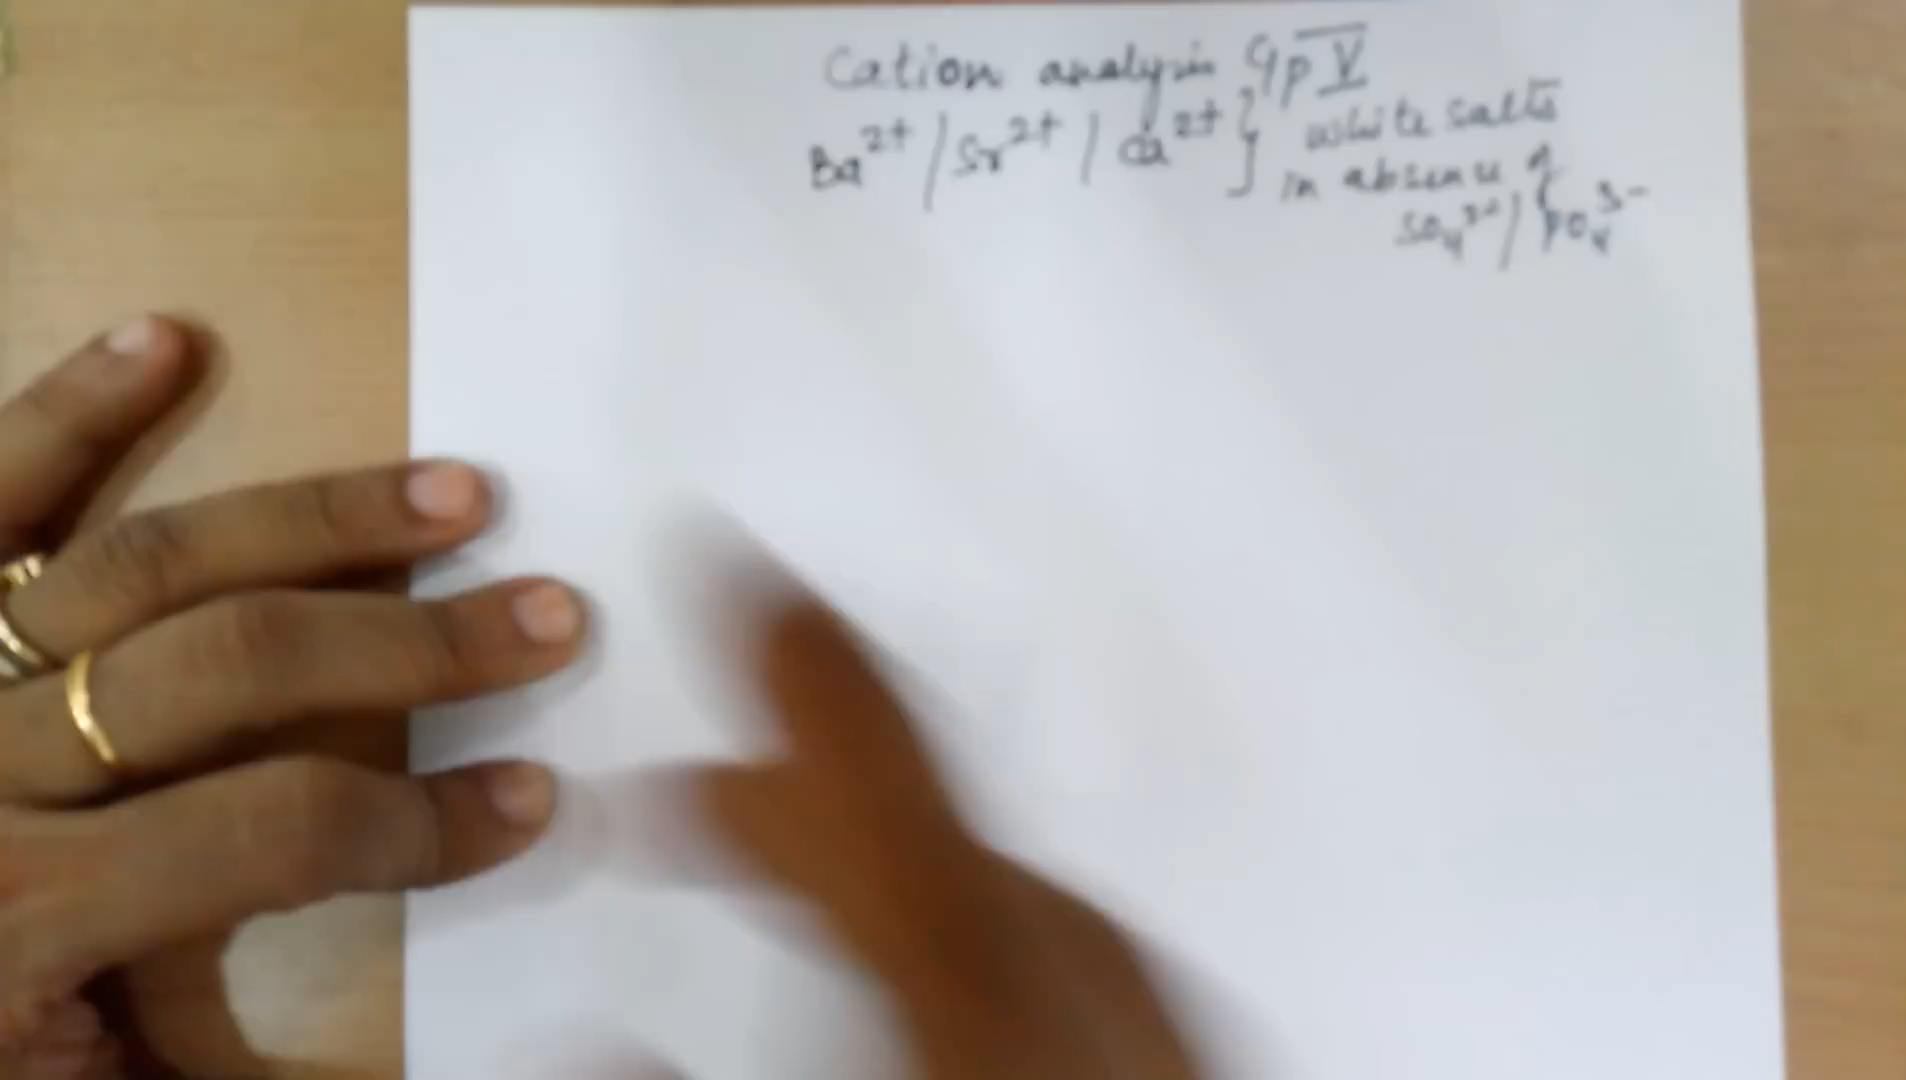 Cation analysis Gp V
Ba²⁺ / Sr²⁺ / Ca²⁺ } white salts
in absence of
SO₄²⁻ / PO₄³⁻